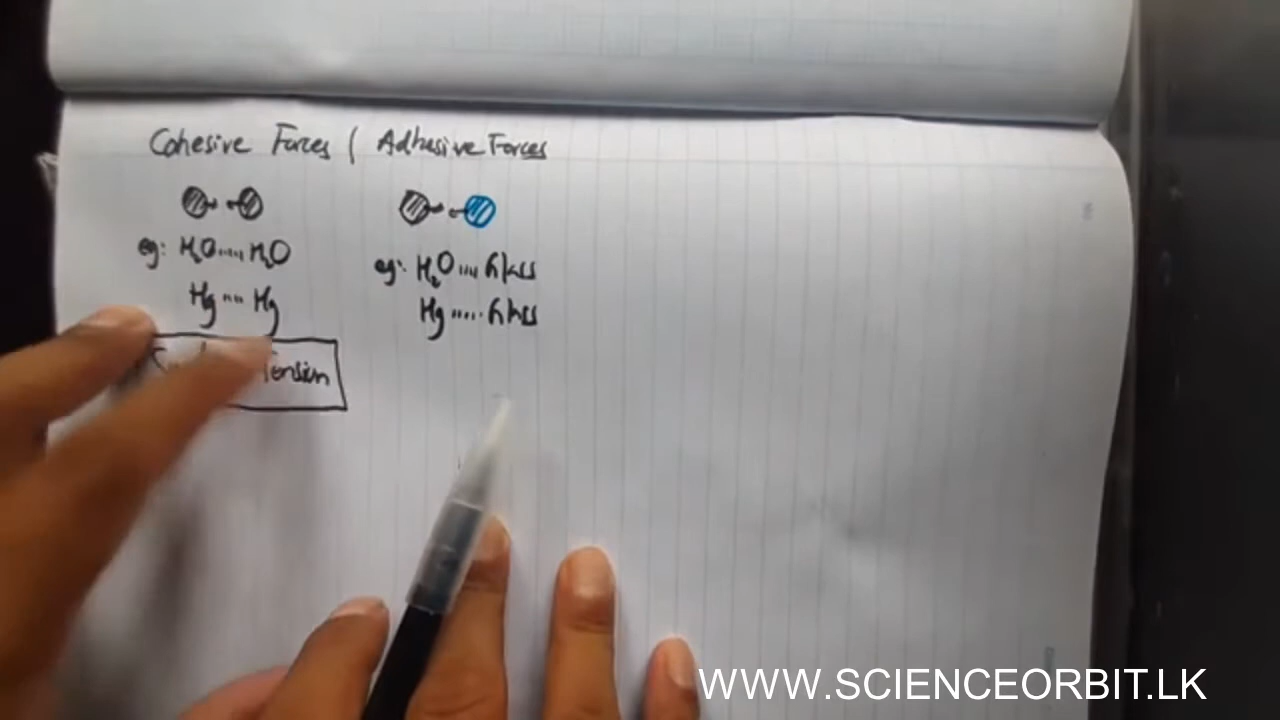 Cohesive Forces / Adhesive Forces
eg: H2O.....H2O
Hg....Hg
eg: H2O....Glass
Hg.....Glass
Tension
WWW.SCIENCEORBIT.LK